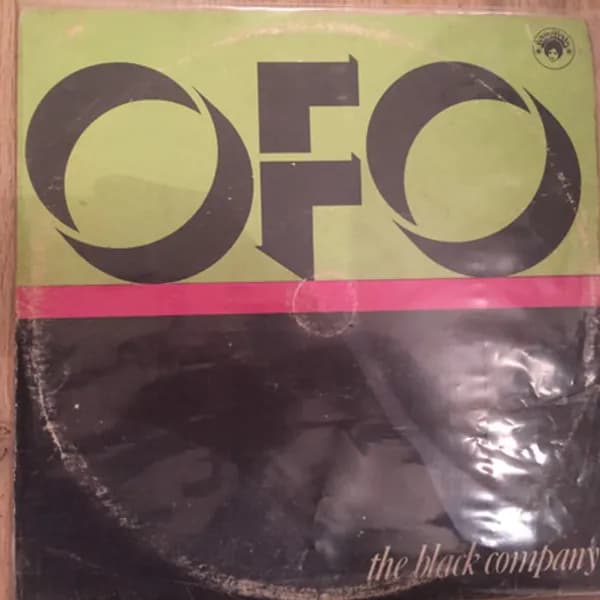 OFO
the black company